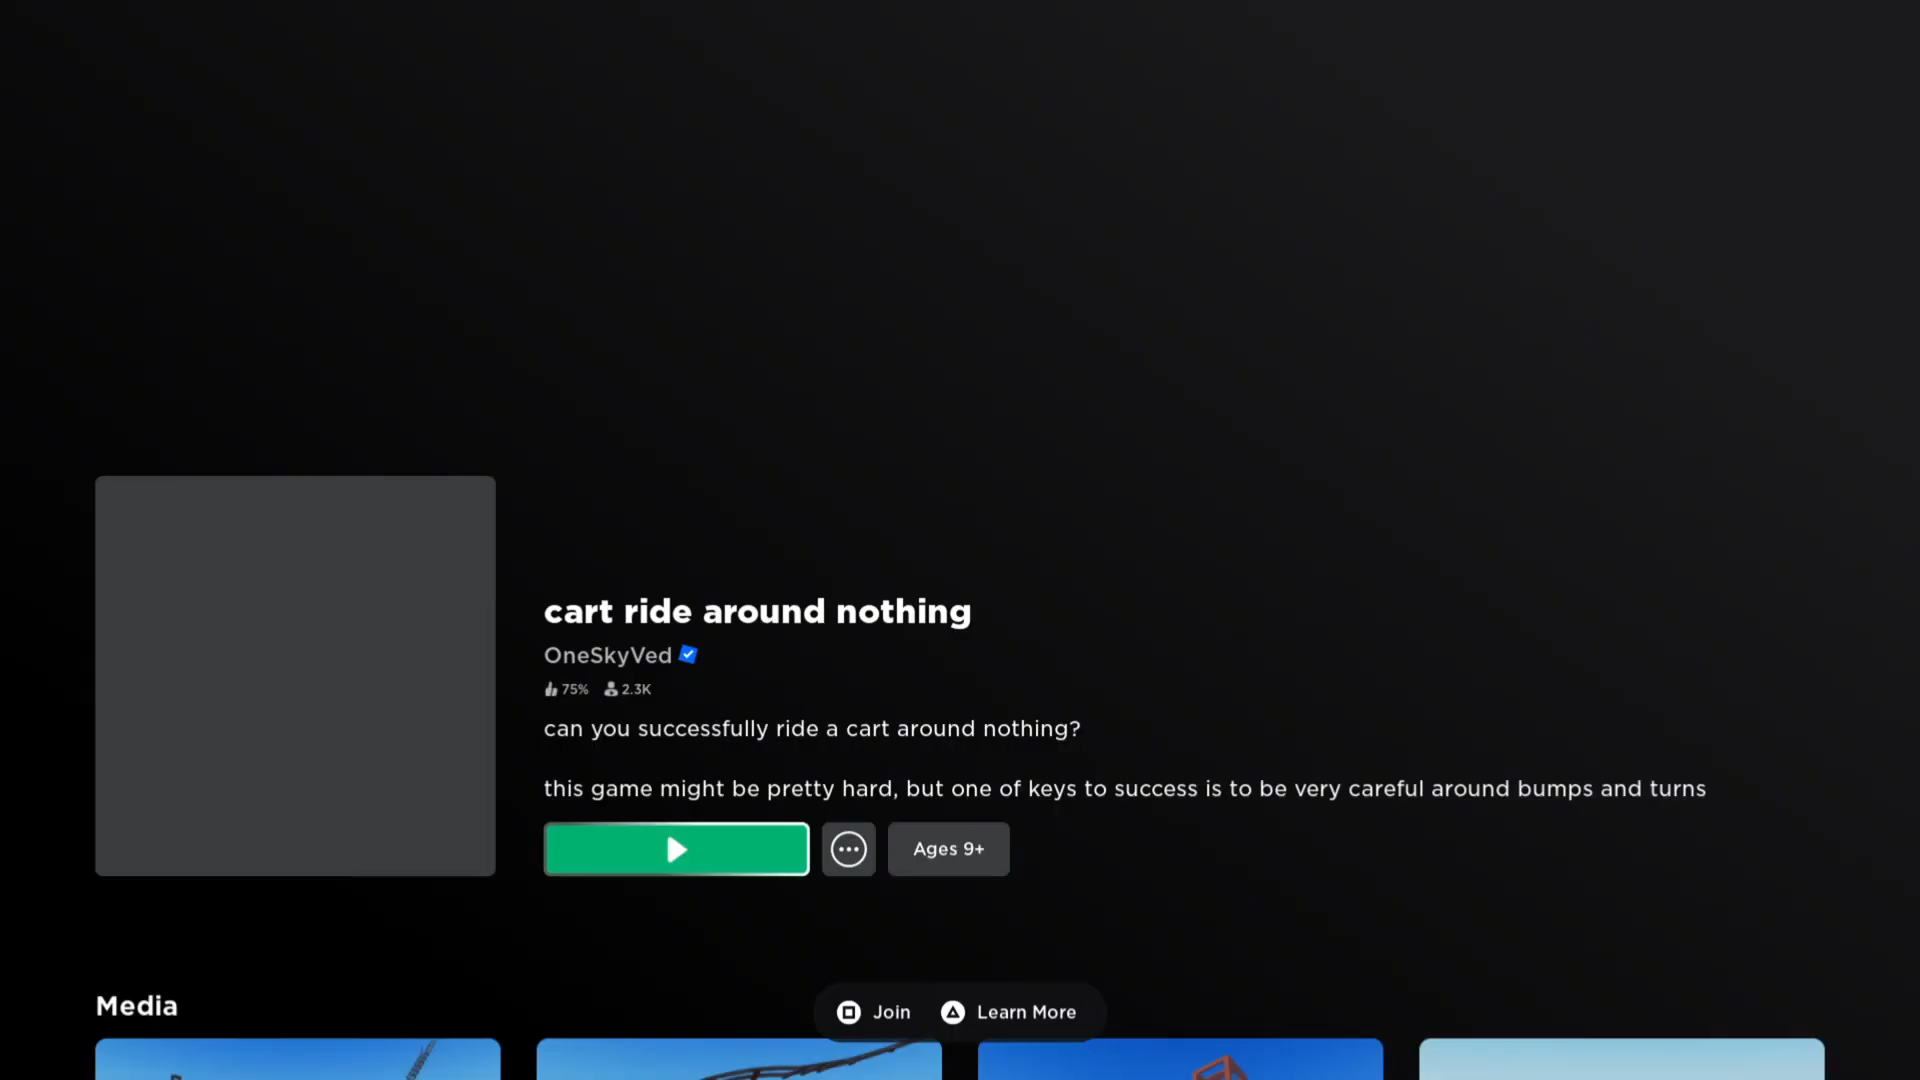 cart ride around nothing
OneSkyVed
75% 2.3K
can you successfully ride a cart around nothing?
this game might be pretty hard, but one of keys to success is to be very careful around bumps and turns
Ages 9+
Media
Join Learn More